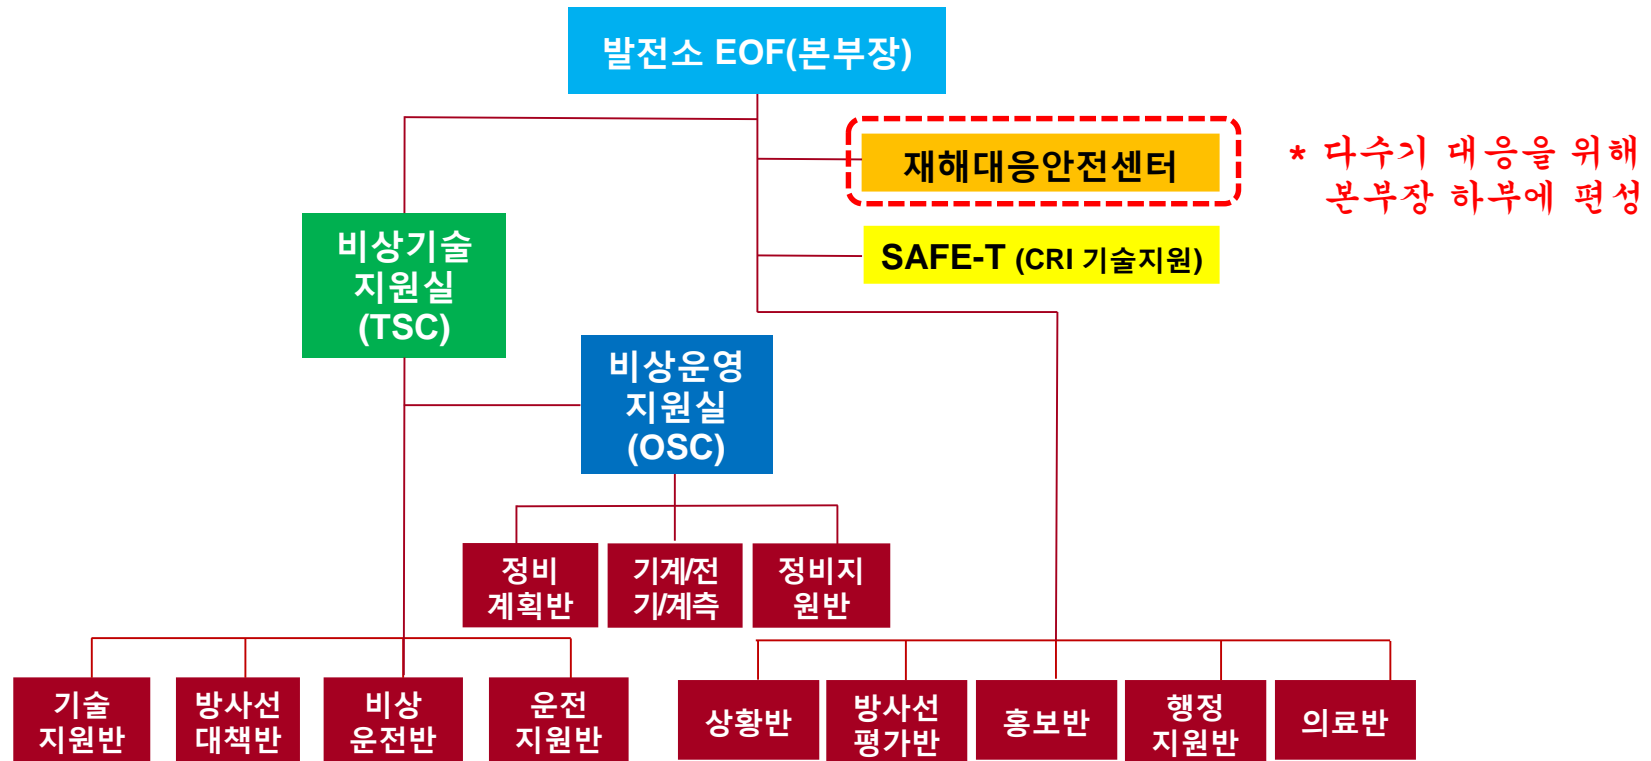 발전소 EOF(본부장)
재해대응안전센터
* 다수기 대응을 위해
본부장 하부에 편성
SAFE-T (CRI 기술지원)
비상기술
지원실
(TSC)
비상운영
지원실
(OSC)
정비
계획반
기계/전
기/계측
정비지
원반
기술
지원반
방사선
대책반
비상
운전반
운전
지원반
상황반
방사선
평가반
홍보반
행정
지원반
의료반